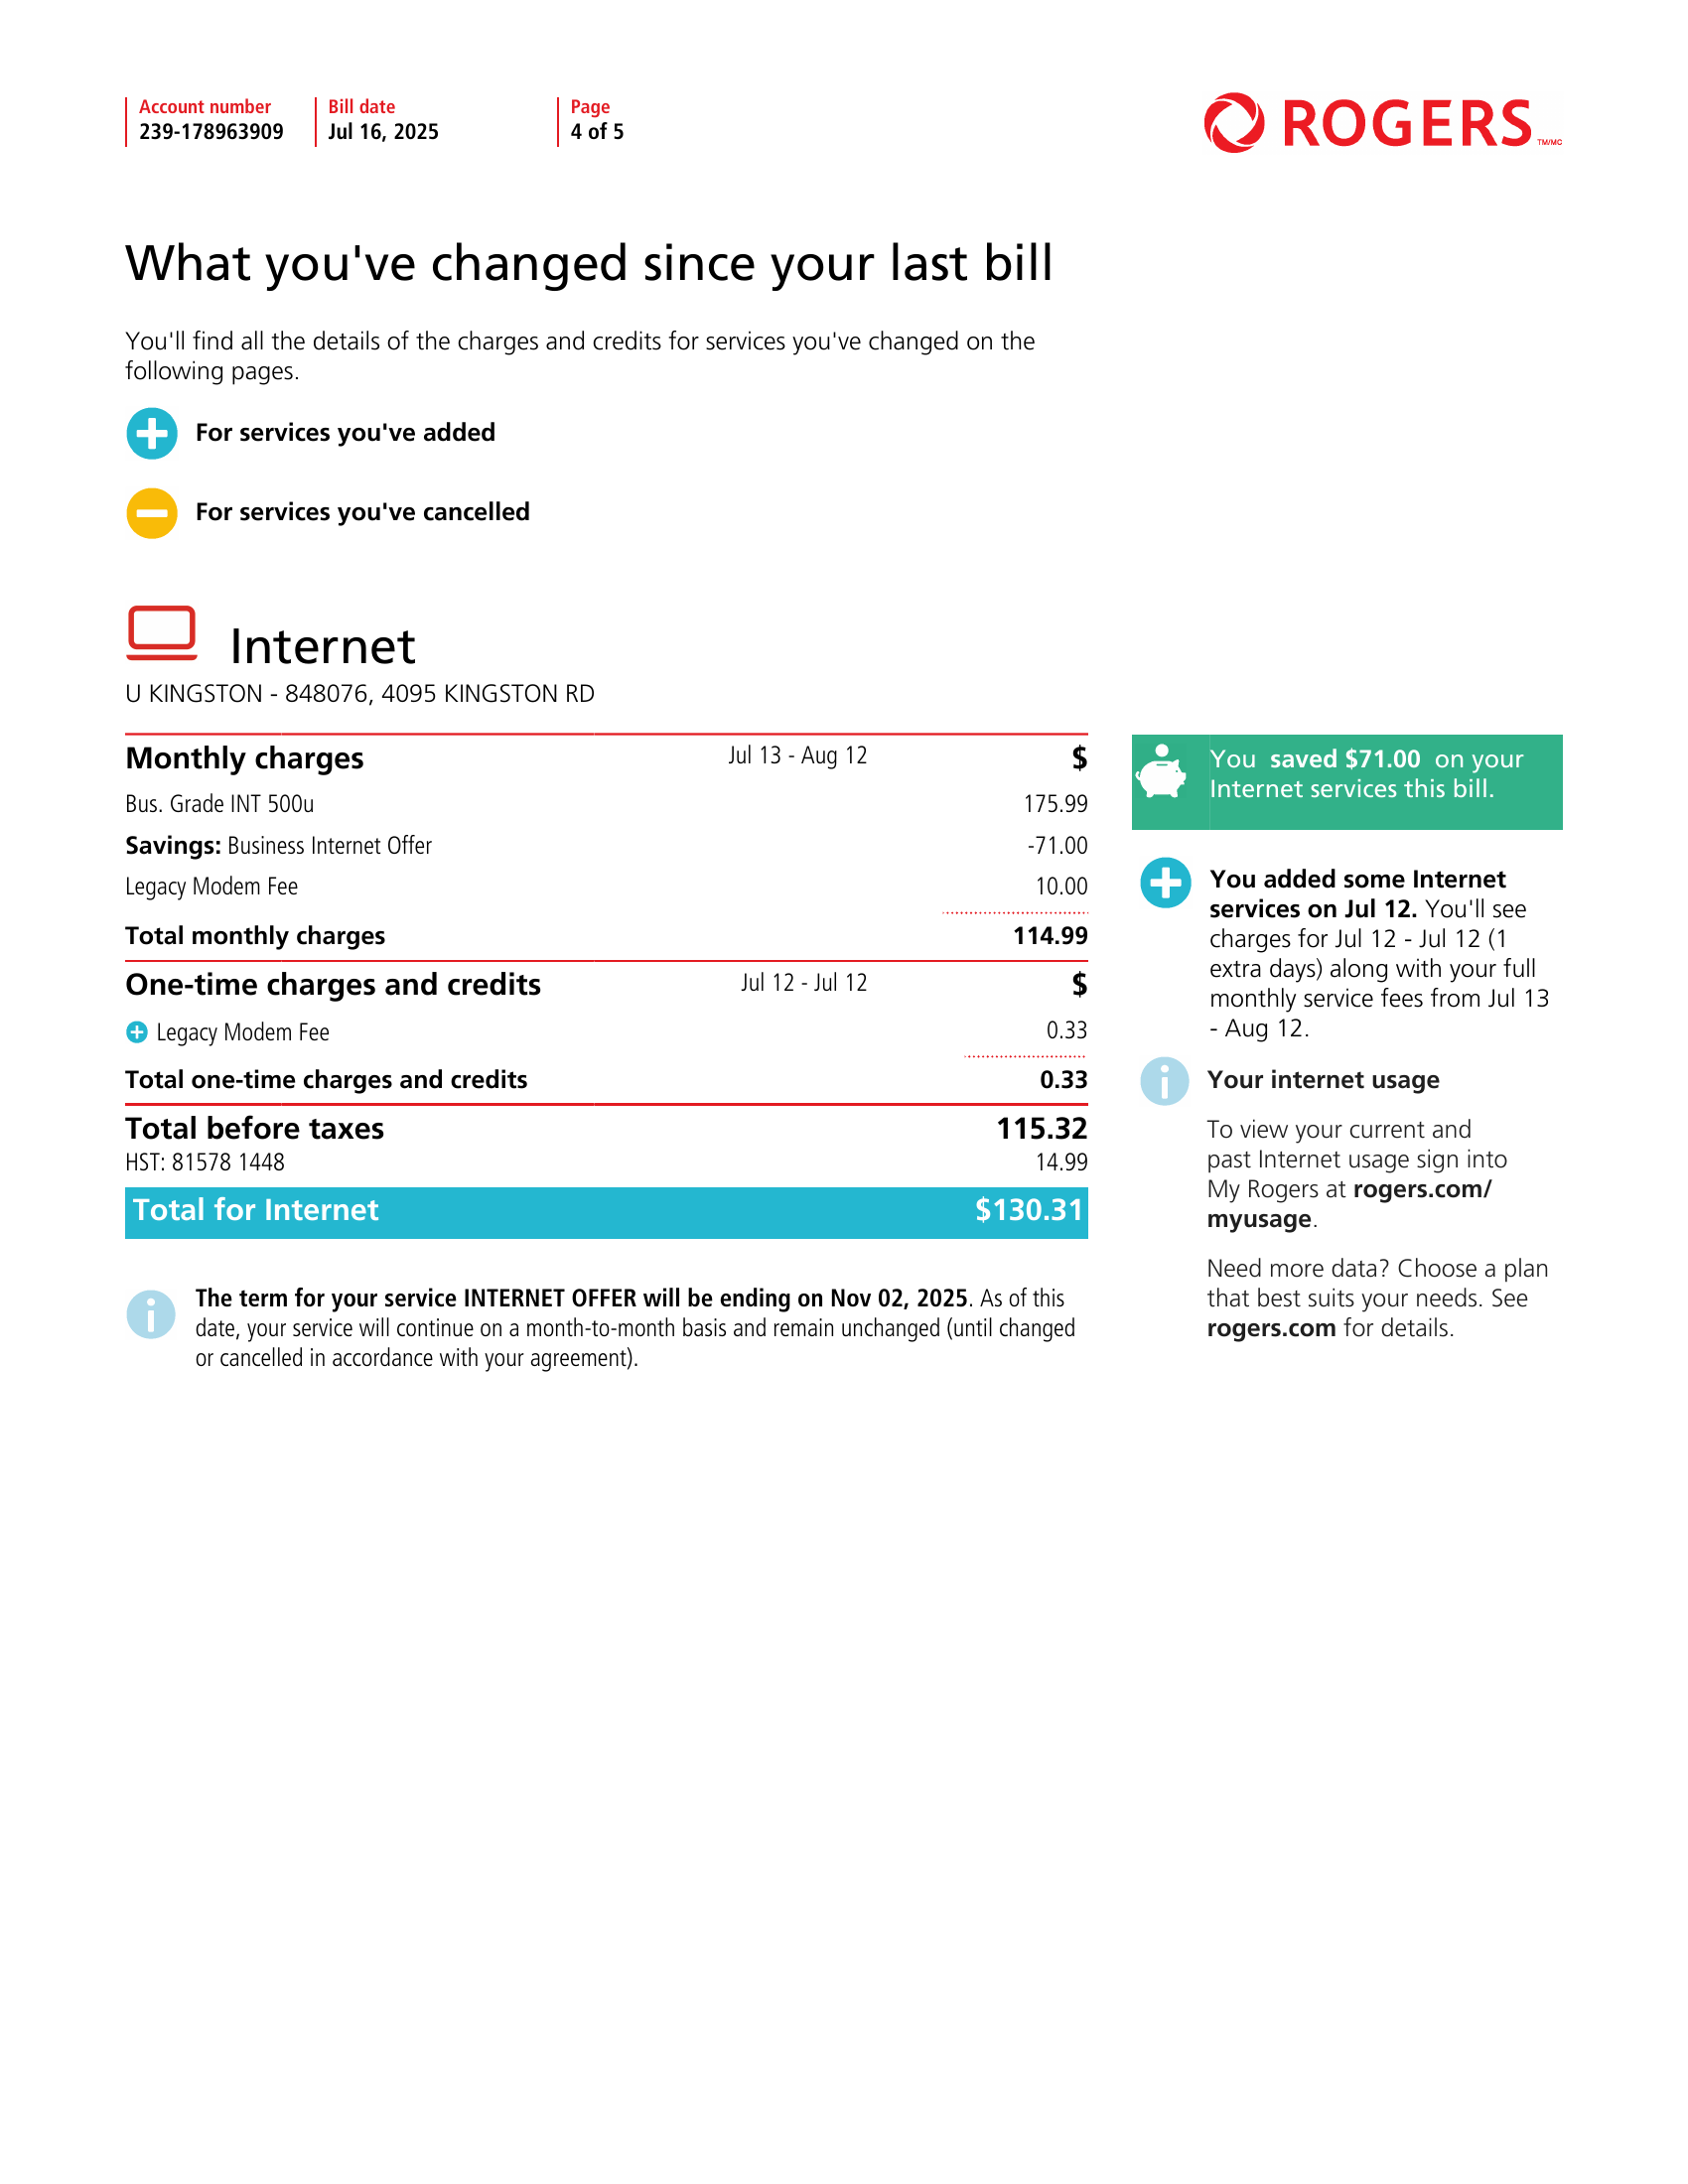 Account number
239-178963909
Bill date
Jul 16, 2025
Page
4 of 5
ROGERS TM/MC
What you've changed since your last bill
You'll find all the details of the charges and credits for services you've changed on the
following pages.
For services you've added
For services you've cancelled
Internet
U KINGSTON - 848076, 4095 KINGSTON RD
Monthly charges Jul 13 - Aug 12 $
Bus. Grade INT 500u 175.99
Savings: Business Internet Offer -71.00
Legacy Modem Fee 10.00
Total monthly charges 114.99
One-time charges and credits Jul 12 - Jul 12 $
Legacy Modem Fee 0.33
Total one-time charges and credits 0.33
Total before taxes 115.32
HST: 81578 1448 14.99
Total for Internet $130.31
The term for your service INTERNET OFFER will be ending on Nov 02, 2025. As of this
date, your service will continue on a month-to-month basis and remain unchanged (until changed
or cancelled in accordance with your agreement).
You saved $71.00 on your
Internet services this bill.
You added some Internet
services on Jul 12. You'll see
charges for Jul 12 - Jul 12 (1
extra days) along with your full
monthly service fees from Jul 13
- Aug 12.
Your internet usage
To view your current and
past Internet usage sign into
My Rogers at rogers.com/
myusage.
Need more data? Choose a plan
that best suits your needs. See
rogers.com for details.